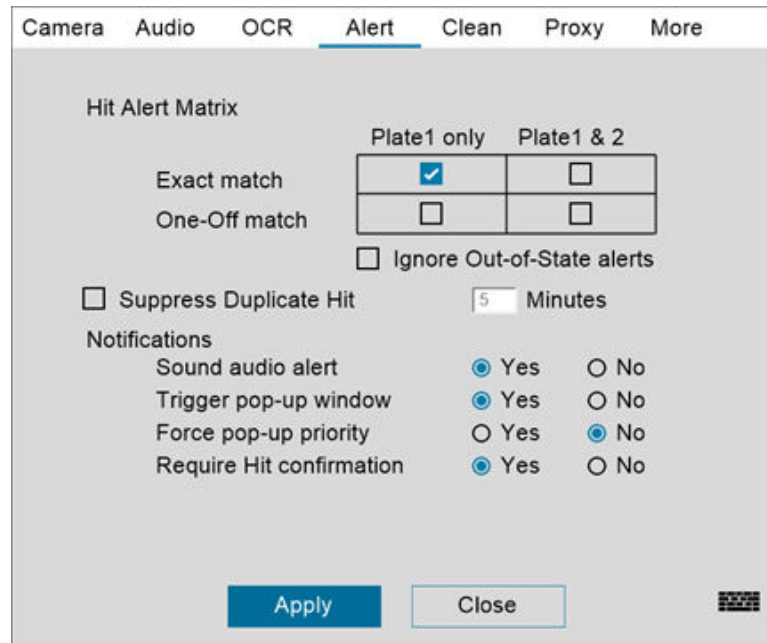 Camera Audio OCR Alert Clean Proxy More
Hit Alert Matrix
Plate1 only Plate1 & 2
Exact match
One-Off match
Ignore Out-of-State alerts
Suppress Duplicate Hit 5 Minutes
Notifications
Sound audio alert Yes No
Trigger pop-up window Yes No
Force pop-up priority Yes No
Require Hit confirmation Yes No
Apply Close